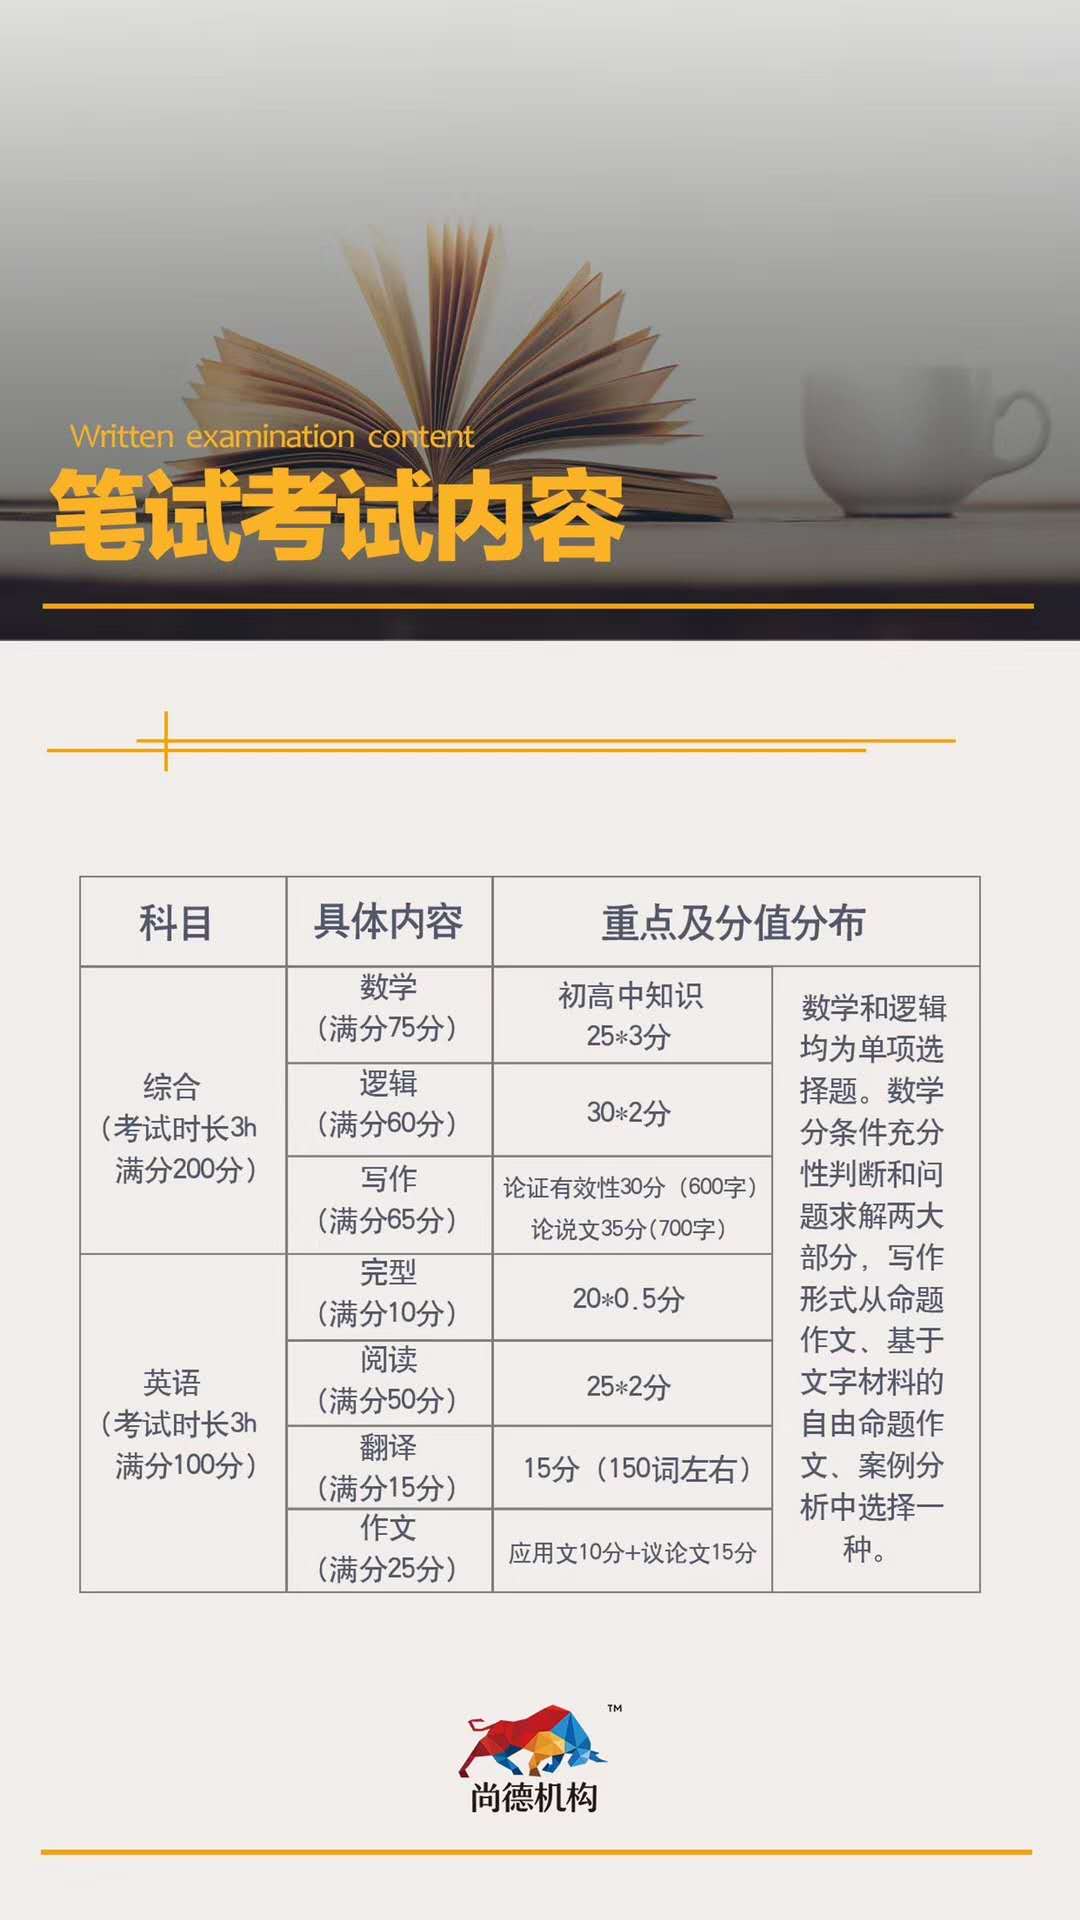 Written examination content
笔试考试内容
科目
具体内容
重点及分值分布
综合
（考试时长3h
满分200分）
数学
（满分75分）
初高中知识
25*3分
逻辑
（满分60分）
30*2分
写作
（满分65分）
论证有效性30分（600字）
论说文35分(700字）
英语
（考试时长3h
满分100分）
完型
（满分10分）
20*0.5分
阅读
（满分50分）
25*2分
翻译
（满分15分）
15分（150词左右）
作文
（满分25分）
应用文10分+议论文15分
数学和逻辑
均为单项选
择题。数学
分条件充分
性判断和问
题求解两大
部分，写作
形式从命题
作文、基于
文字材料的
自由命题作
文、案例分
析中选择一
种。
TM
尚德机构